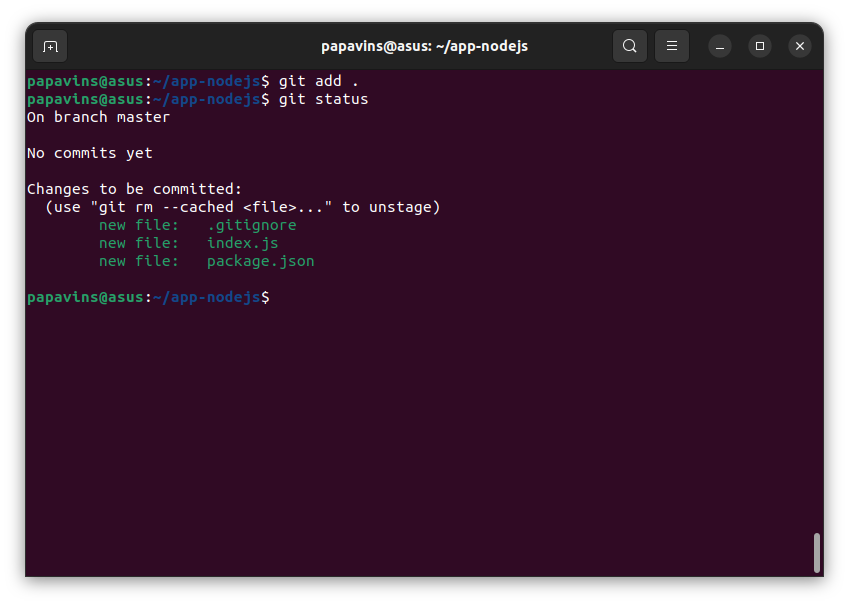 papavins@asus: ~/app-nodejs
papavins@asus:~/app-nodejs$ git add .
papavins@asus:~/app-nodejs$ git status
On branch master
No commits yet
Changes to be committed:
  (use "git rm --cached <file>..." to unstage)
        new file:   .gitignore
        new file:   index.js
        new file:   package.json
papavins@asus:~/app-nodejs$